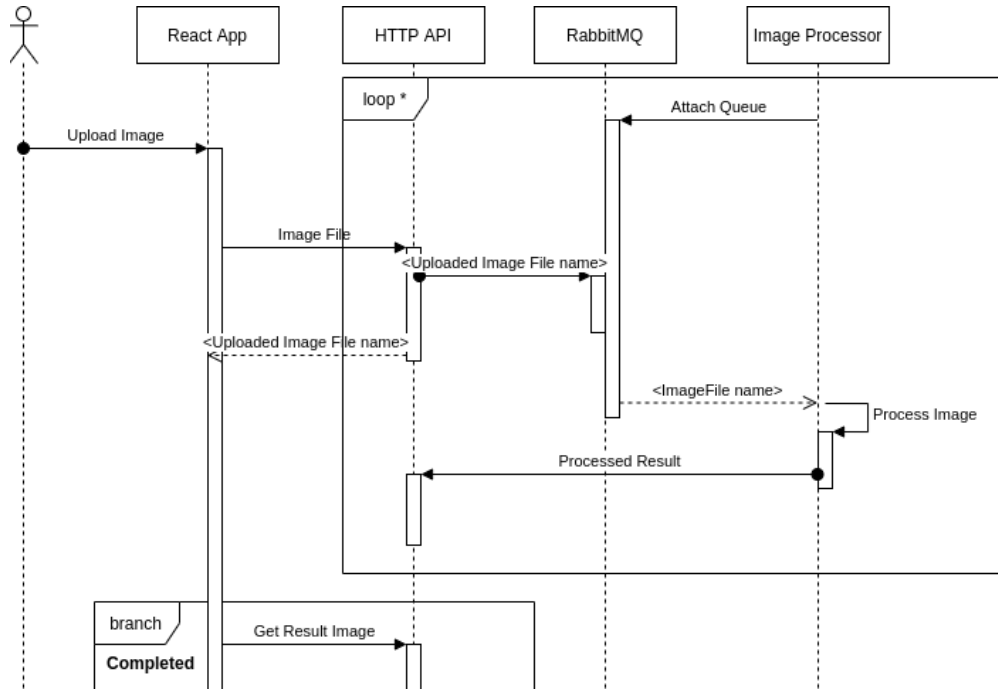 React App
HTTP API
RabbitMQ
Image Processor
loop *
Attach Queue
Upload Image
Image File
<Uploaded Image File name>
<Uploaded Image File name>
<ImageFile name>
Process Image
Processed Result
branch
Get Result Image
Completed